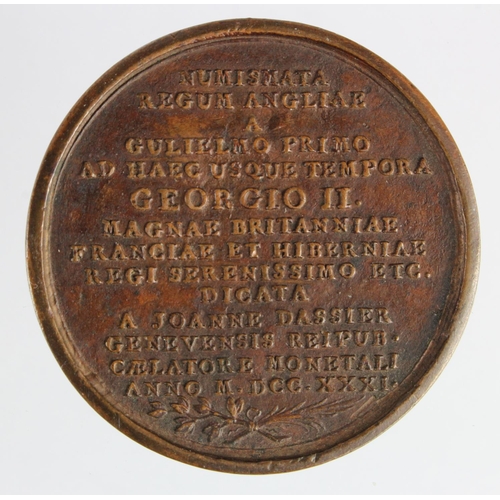 NUMISMATA
REGUM ANGLIAE
A
GULIELMO PRIMO
AD HAEC USQUE TEMPORA
GEORGIO II.
MAGNAE BRITANNIAE
FRANCIAE ET HIBERNIAE
REGI SERENISSIMO ETC.
DICATA
A JOANNE DASSIER
GENEVENSIS REIPUB.
CÆLATORE MONETALI
ANNO M. DCC. XXXI.